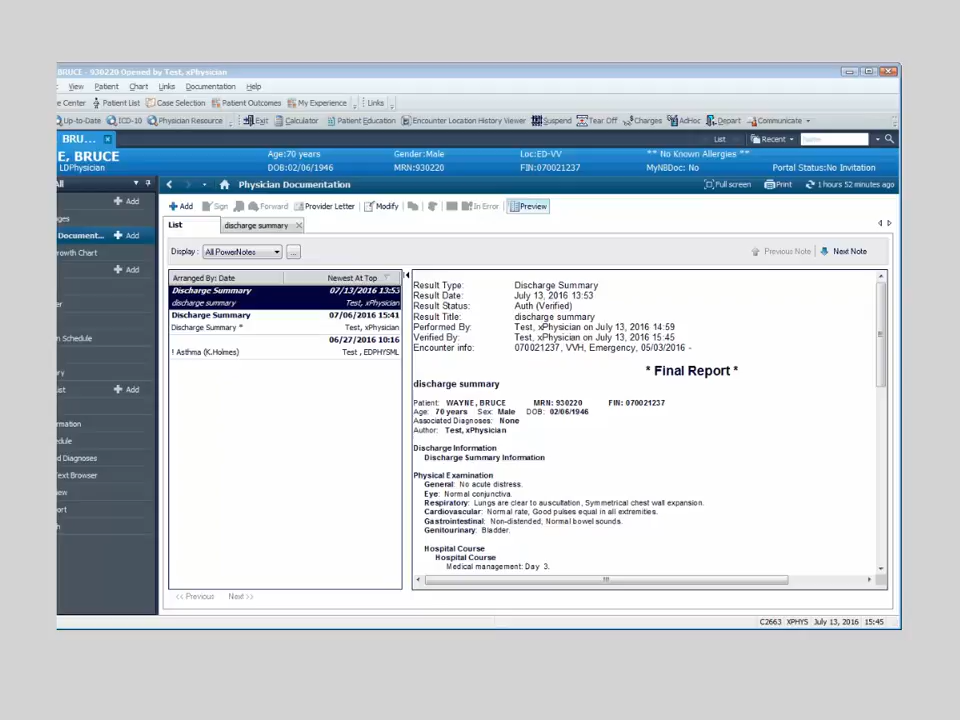 BRUCE - 930220 Opened by Test, xPhysician
: View Patient Chart Links Documentation Help
e Center Patient List Case Selection Patient Outcomes My Experience Links
Up-to-Date ICD-10 Physician Resource Exit Calculator Patient Education Encounter Location History Viewer Suspend Tear Off Charges AdHoc Depart Communicate
BRU... × List Recent Name
E, BRUCE Age:70 years Gender:Male Loc:ED-VV ** No Known Allergies **
LDPhysician DOB:02/06/1946 MRN:930220 FIN:070021237 MyNBDoc: No Portal Status:No Invitation
All Physician Documentation Full screen Print 1 hours 52 minutes ago
Add
Add Sign Forward Provider Letter Modify In Error Preview
ges
List discharge summary
Document... Add
rowth Chart
Display : All PowerNotes ... Previous Note Next Note
Add
Arranged By: Date Newest At Top
Discharge Summary 07/13/2016 13:53
discharge summary Test, xPhysician
Discharge Summary 07/06/2016 15:41
Discharge Summary * Test, xPhysician
06/27/2016 10:16
! Asthma (K.Holmes) Test , EDPHYSML
er
n Schedule
ry
ist Add
rmation
dule
d Diagnoses
Text Browser
ew
ort
h
Result Type: Discharge Summary
Result Date: July 13, 2016 13:53
Result Status: Auth (Verified)
Result Title: discharge summary
Performed By: Test, xPhysician on July 13, 2016 14:59
Verified By: Test, xPhysician on July 13, 2016 15:45
Encounter info: 070021237, VVH, Emergency, 05/03/2016 -
* Final Report *
discharge summary
Patient: WAYNE, BRUCE MRN: 930220 FIN: 070021237
Age: 70 years Sex: Male DOB: 02/06/1946
Associated Diagnoses: None
Author: Test, xPhysician
Discharge Information
Discharge Summary Information
Physical Examination
General: No acute distress.
Eye: Normal conjunctiva.
Respiratory: Lungs are clear to auscultation, Symmetrical chest wall expansion.
Cardiovascular: Normal rate, Good pulses equal in all extremities.
Gastrointestinal: Non-distended, Normal bowel sounds.
Genitourinary: Bladder.
Hospital Course
Hospital Course
Medical management: Day 3.
<< Previous Next >>
C2663 XPHYS July 13, 2016 15:45